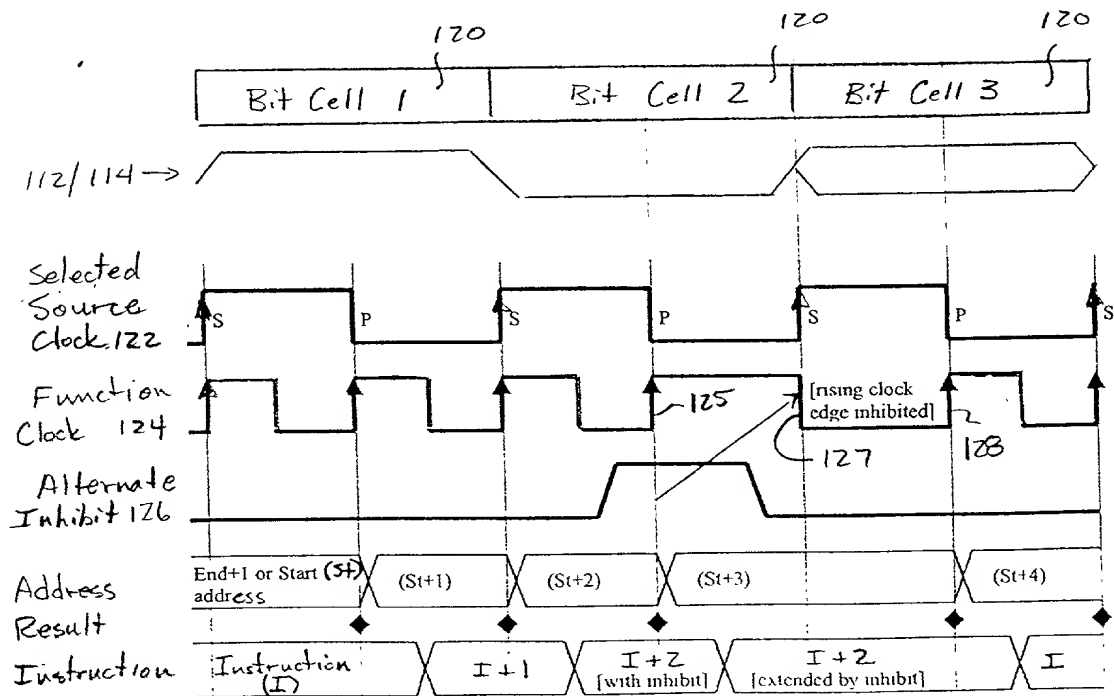 120 120 120
Bit Cell 1 Bit Cell 2 Bit Cell 3
112/114 →
Selected
Source
Clock 122
S P S P S P S
Function
Clock 124
125
[rising clock
edge inhibited]
127
128
Alternate
Inhibit 126
Address
End+1 or Start (St)
address
(St+1) (St+2) (St+3) (St+4)
Result
Instruction
Instruction
(I)
I+1
I+2
[with inhibit]
I+2
[extended by inhibit]
I